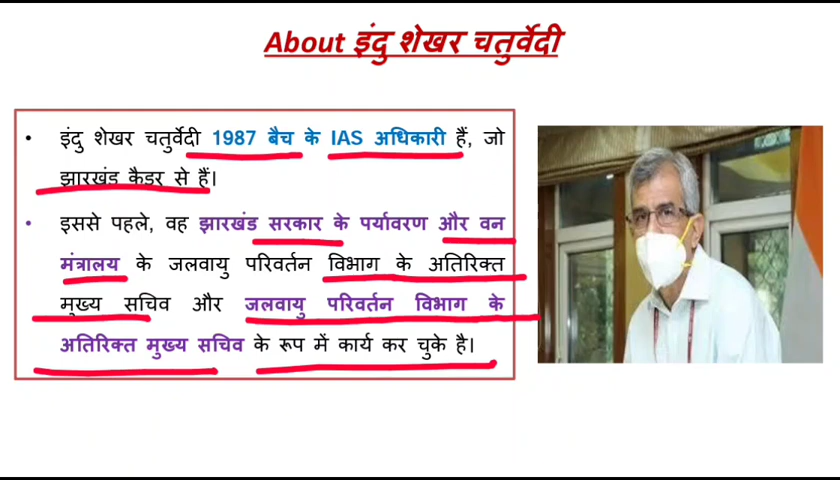 About इंदु शेखर चतुर्वेदी
• इंदु शेखर चतुर्वेदी 1987 बैच के IAS अधिकारी हैं, जो
झारखंड कैडर से हैं।
• इससे पहले, वह झारखंड सरकार के पर्यावरण और वन
मंत्रालय के जलवायु परिवर्तन विभाग के अतिरिक्त
मुख्य सचिव और जलवायु परिवर्तन विभाग के
अतिरिक्त मुख्य सचिव के रूप में कार्य कर चुके है।